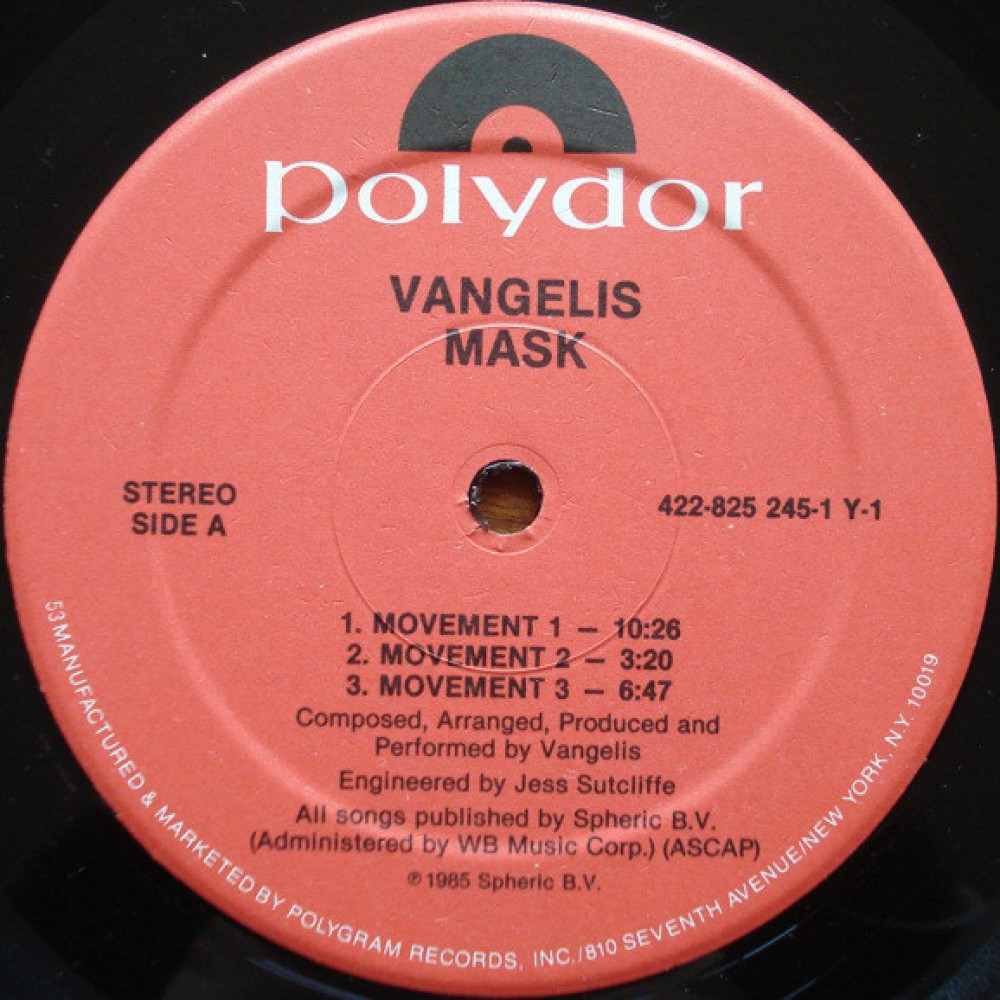 polydor
VANGELIS
MASK
STEREO
SIDE A
422-825 245-1 Y-1
1. MOVEMENT 1 — 10:26
2. MOVEMENT 2 — 3:20
3. MOVEMENT 3 — 6:47
Composed, Arranged, Produced and
Performed by Vangelis
Engineered by Jess Sutcliffe
All songs published by Spheric B.V.
(Administered by WB Music Corp.) (ASCAP)
℗ 1985 Spheric B.V.
53 MANUFACTURED & MARKETED BY POLYGRAM RECORDS, INC./810 SEVENTH AVENUE/NEW YORK, N.Y. 10019